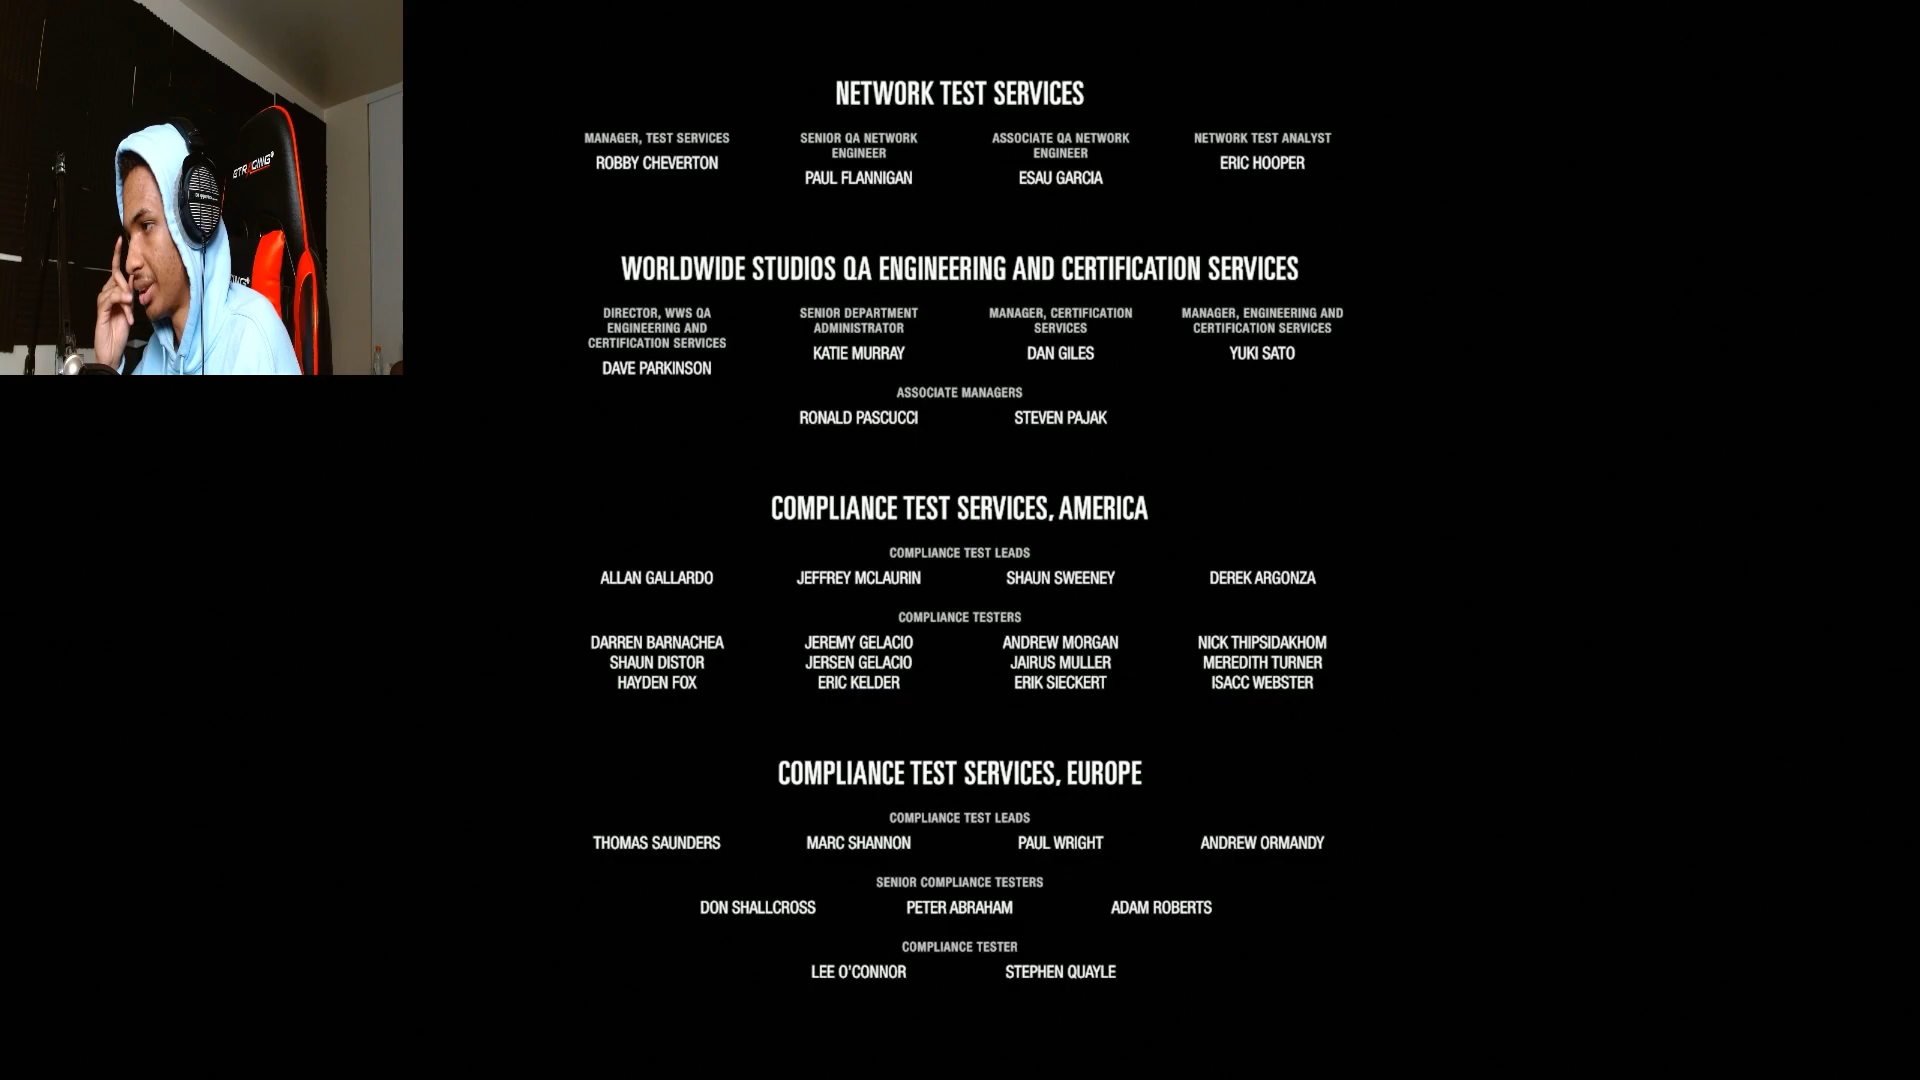 GTRACING
NETWORK TEST SERVICES
MANAGER, TEST SERVICES
ROBBY CHEVERTON
SENIOR QA NETWORK
ENGINEER
PAUL FLANNIGAN
ASSOCIATE QA NETWORK
ENGINEER
ESAU GARCIA
NETWORK TEST ANALYST
ERIC HOOPER
WORLDWIDE STUDIOS QA ENGINEERING AND CERTIFICATION SERVICES
DIRECTOR, WWS QA
ENGINEERING AND
CERTIFICATION SERVICES
DAVE PARKINSON
SENIOR DEPARTMENT
ADMINISTRATOR
KATIE MURRAY
MANAGER, CERTIFICATION
SERVICES
DAN GILES
MANAGER, ENGINEERING AND
CERTIFICATION SERVICES
YUKI SATO
ASSOCIATE MANAGERS
RONALD PASCUCCI STEVEN PAJAK
COMPLIANCE TEST SERVICES, AMERICA
COMPLIANCE TEST LEADS
ALLAN GALLARDO JEFFREY MCLAURIN SHAUN SWEENEY DEREK ARGONZA
COMPLIANCE TESTERS
DARREN BARNACHEA JEREMY GELACIO ANDREW MORGAN NICK THIPSIDAKHOM
SHAUN DISTOR JERSEN GELACIO JAIRUS MULLER MEREDITH TURNER
HAYDEN FOX ERIC KELDER ERIK SIECKERT ISACC WEBSTER
COMPLIANCE TEST SERVICES, EUROPE
COMPLIANCE TEST LEADS
THOMAS SAUNDERS MARC SHANNON PAUL WRIGHT ANDREW ORMANDY
SENIOR COMPLIANCE TESTERS
DON SHALLCROSS PETER ABRAHAM ADAM ROBERTS
COMPLIANCE TESTER
LEE O'CONNOR STEPHEN QUAYLE